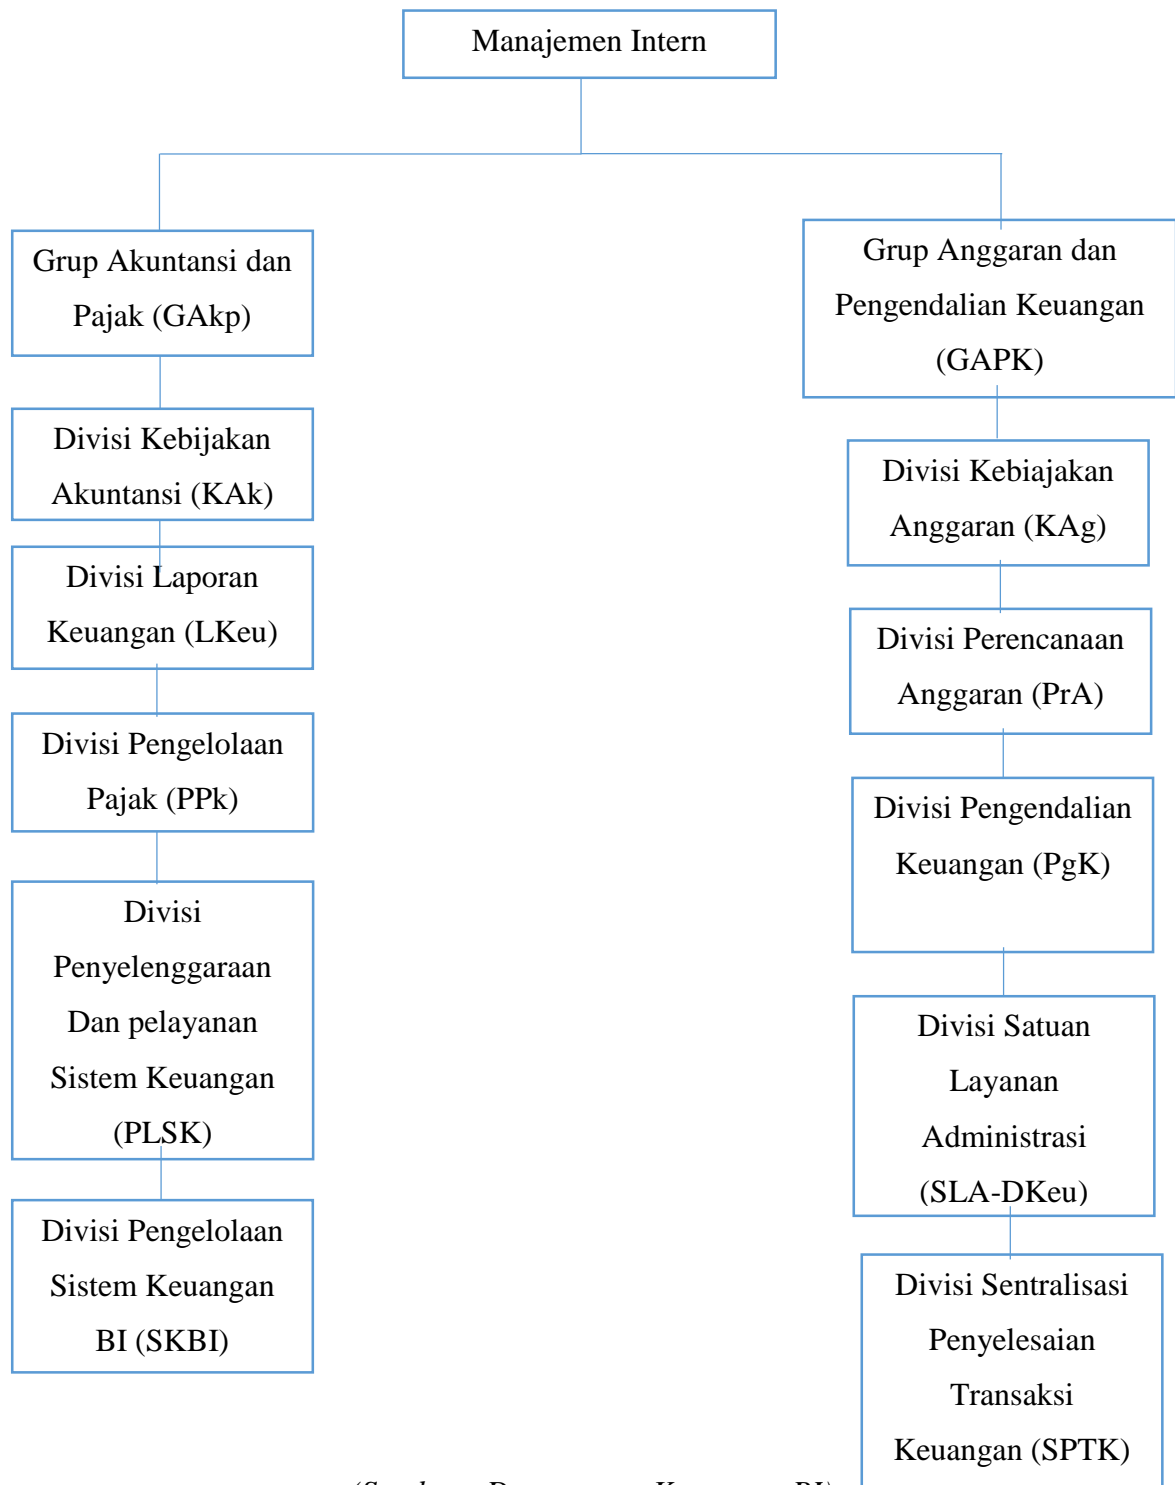 Manajemen Intern
Grup Akuntansi dan
Pajak (GAkp)
Divisi Kebijakan
Akuntansi (KAk)
Divisi Laporan
Keuangan (LKeu)
Divisi Pengelolaan
Pajak (PPk)
Divisi
Penyelenggaraan
Dan pelayanan
Sistem Keuangan
(PLSK)
Divisi Pengelolaan
Sistem Keuangan
BI (SKBI)
Grup Anggaran dan
Pengendalian Keuangan
(GAPK)
Divisi Kebiajakan
Anggaran (KAg)
Divisi Perencanaan
Anggaran (PrA)
Divisi Pengendalian
Keuangan (PgK)
Divisi Satuan
Layanan
Administrasi
(SLA-DKeu)
Divisi Sentralisasi
Penyelesaian
Transaksi
Keuangan (SPTK)